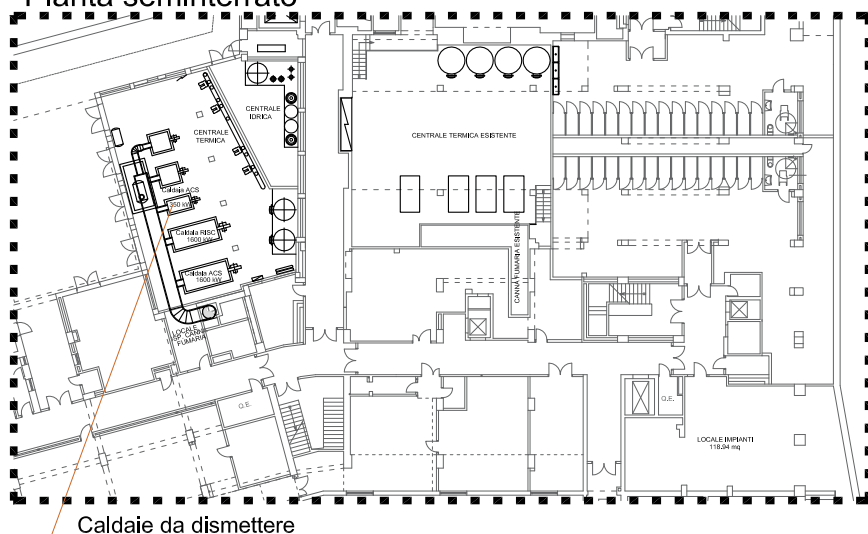 Pianta seminterrato
CENTRALE
IDRICA
CENTRALE
TERMICA
CENTRALE TERMICA ESISTENTE
Caldaia ACS
350 kW
Caldaia RISC
1600 kW
Caldaia ACS
1600 kW
CANNA FUMARIA ESISTENTE
LOCALE
CANNA
FUMARIA
Q.E.
Q.E.
LOCALE IMPIANTI
118.94 mq
Caldaie da dismettere